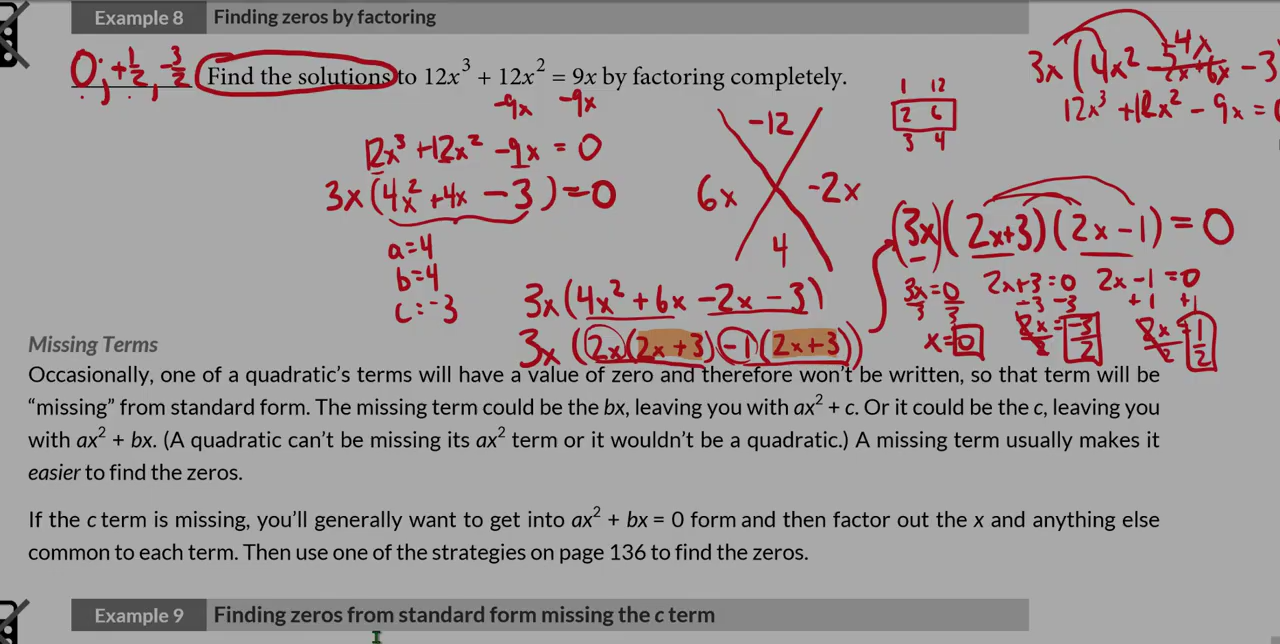 Example 8 Finding zeros by factoring
0; +1/2, -3/2 Find the solutions to 12x³ + 12x² = 9x by factoring completely.
-9x -9x
12x³ + 12x² - 9x = 0
3x(4x² + 4x - 3) = 0
a=4
b=4
c=-3
-12
6x -2x
4
1 12
2 6
3 4
4x
3x(4x² - 2x + 6x - 3
12x³ + 12x² - 9x = 0
3x(4x² + 6x - 2x - 3)
3x(2x(2x+3) -1(2x+3))
(3x)(2x+3)(2x-1) = 0
3x = 0 2x+3=0 2x-1=0
3 3 -3 -3 +1 +1
x=0 2x = -3/2 2x = 1/2
2 2
Missing Terms
Occasionally, one of a quadratic's terms will have a value of zero and therefore won't be written, so that term will be
“missing” from standard form. The missing term could be the bx, leaving you with ax² + c. Or it could be the c, leaving you
with ax² + bx. (A quadratic can't be missing its ax² term or it wouldn't be a quadratic.) A missing term usually makes it
easier to find the zeros.
If the c term is missing, you'll generally want to get into ax² + bx = 0 form and then factor out the x and anything else
common to each term. Then use one of the strategies on page 136 to find the zeros.
Example 9 Finding zeros from standard form missing the c term